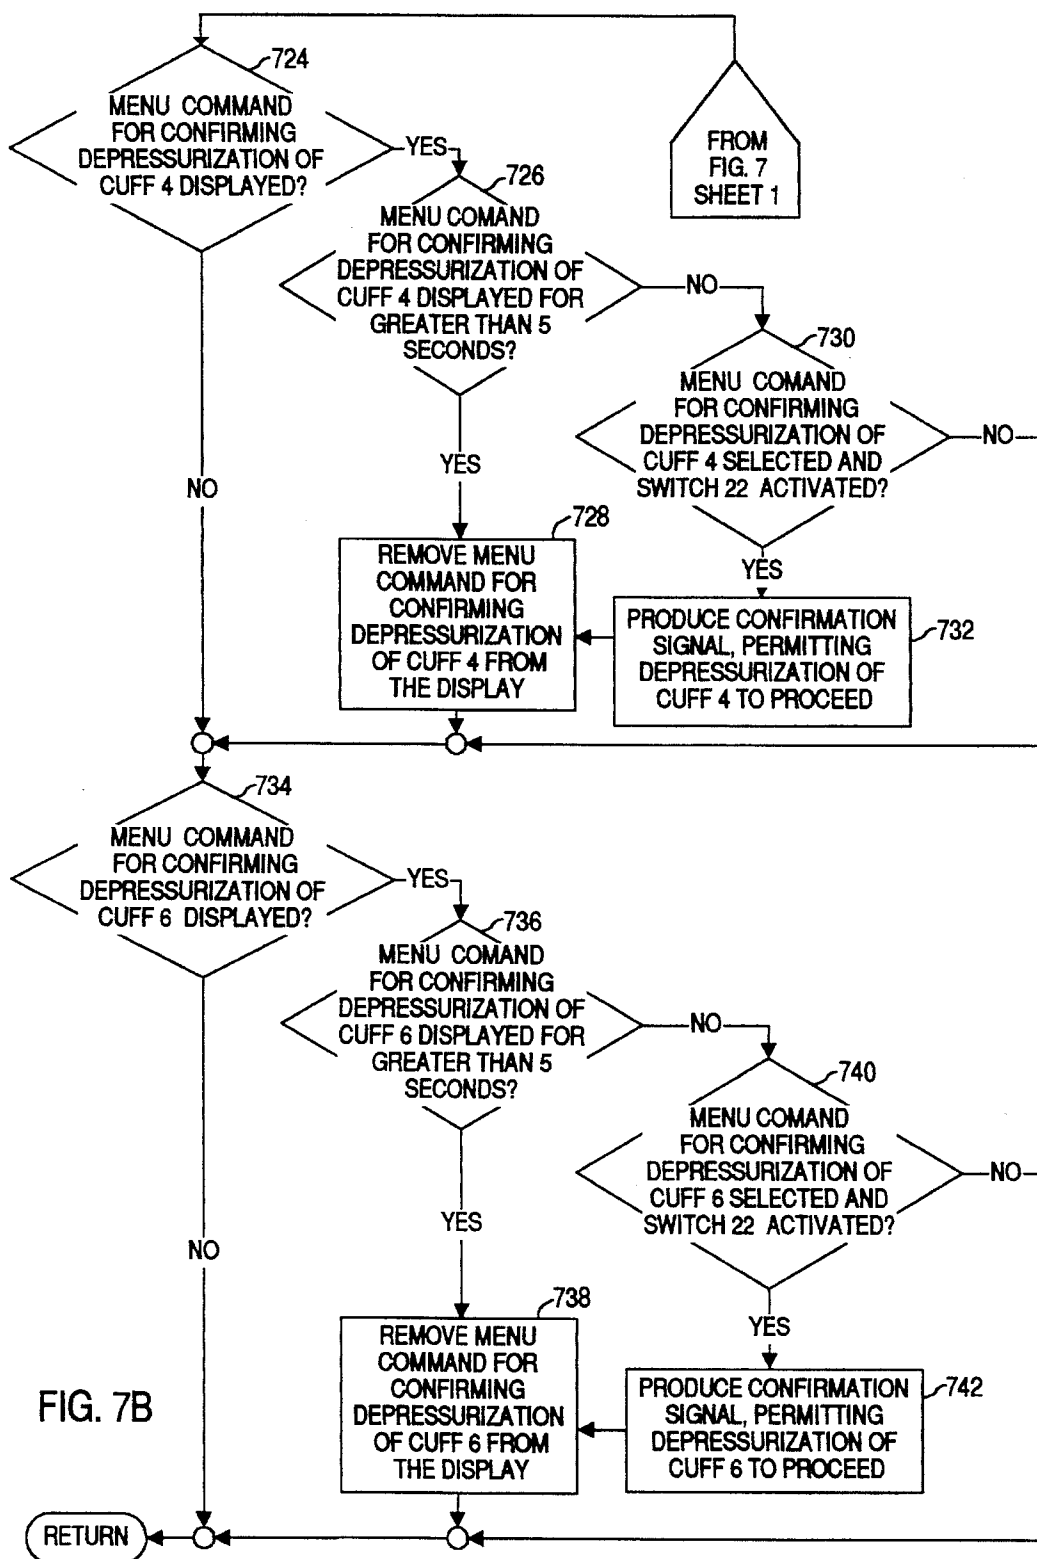 724
MENU COMMAND
FOR CONFIRMING
DEPRESSURIZATION OF
CUFF 4 DISPLAYED?
YES
NO
FROM
FIG. 7
SHEET 1
726
MENU COMAND
FOR CONFIRMING
DEPRESSURIZATION OF
CUFF 4 DISPLAYED FOR
GREATER THAN 5
SECONDS?
NO
YES
730
MENU COMAND
FOR CONFIRMING
DEPRESSURIZATION OF
CUFF 4 SELECTED AND
SWITCH 22 ACTIVATED?
NO
YES
728
REMOVE MENU
COMMAND FOR
CONFIRMING
DEPRESSURIZATION
OF CUFF 4 FROM
THE DISPLAY
732
PRODUCE CONFIRMATION
SIGNAL, PERMITTING
DEPRESSURIZATION OF
CUFF 4 TO PROCEED
734
MENU COMMAND
FOR CONFIRMING
DEPRESSURIZATION OF
CUFF 6 DISPLAYED?
YES
NO
736
MENU COMAND
FOR CONFIRMING
DEPRESSURIZATION OF
CUFF 6 DISPLAYED FOR
GREATER THAN 5
SECONDS?
NO
YES
740
MENU COMAND
FOR CONFIRMING
DEPRESSURIZATION OF
CUFF 6 SELECTED AND
SWITCH 22 ACTIVATED?
NO
YES
738
REMOVE MENU
COMMAND FOR
CONFIRMING
DEPRESSURIZATION
OF CUFF 6 FROM
THE DISPLAY
742
PRODUCE CONFIRMATION
SIGNAL, PERMITTING
DEPRESSURIZATION OF
CUFF 6 TO PROCEED
FIG. 7B
RETURN